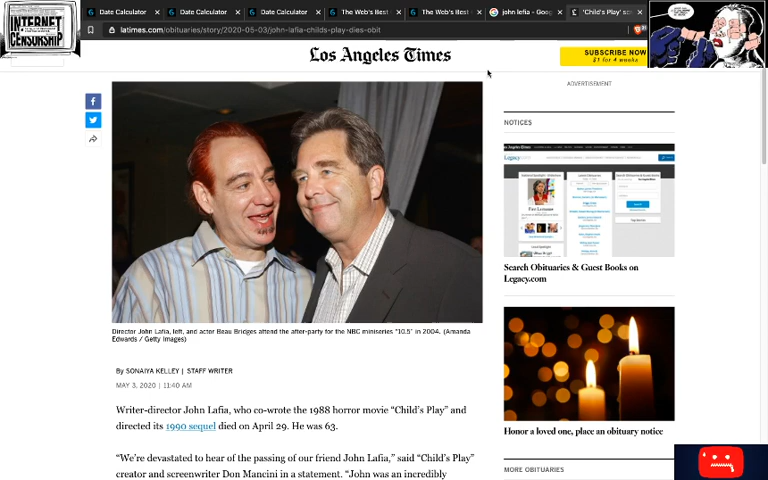 INTERNET
CENSORSHIP
Date Calculator
Date Calculator
Date Calculator
The Web's Best
The Web's Best
john lefia - Goog
'Child's Play'
latimes.com/obituaries/story/2020-05-03/john-lafia-childs-play-dies-obit
Los Angeles Times
SUBSCRIBE NOW
$1 for 4 weeks
ADVERTISEMENT
NOTICES
Search Obituaries & Guest Books on
Legacy.com
Director John Lafia, left, and actor Beau Bridges attend the after-party for the NBC miniseries "10.5" in 2004. (Amanda
Edwards / Getty Images)
By SONAIYA KELLEY | STAFF WRITER
MAY 3, 2020 | 11:40 AM
Writer-director John Lafia, who co-wrote the 1988 horror movie “Child's Play” and
directed its 1990 sequel died on April 29. He was 63.
“We're devastated to hear of the passing of our friend John Lafia,” said “Child's Play”
creator and screenwriter Don Mancini in a statement. “John was an incredibly
Honor a loved one, place an obituary notice
MORE OBITUARIES